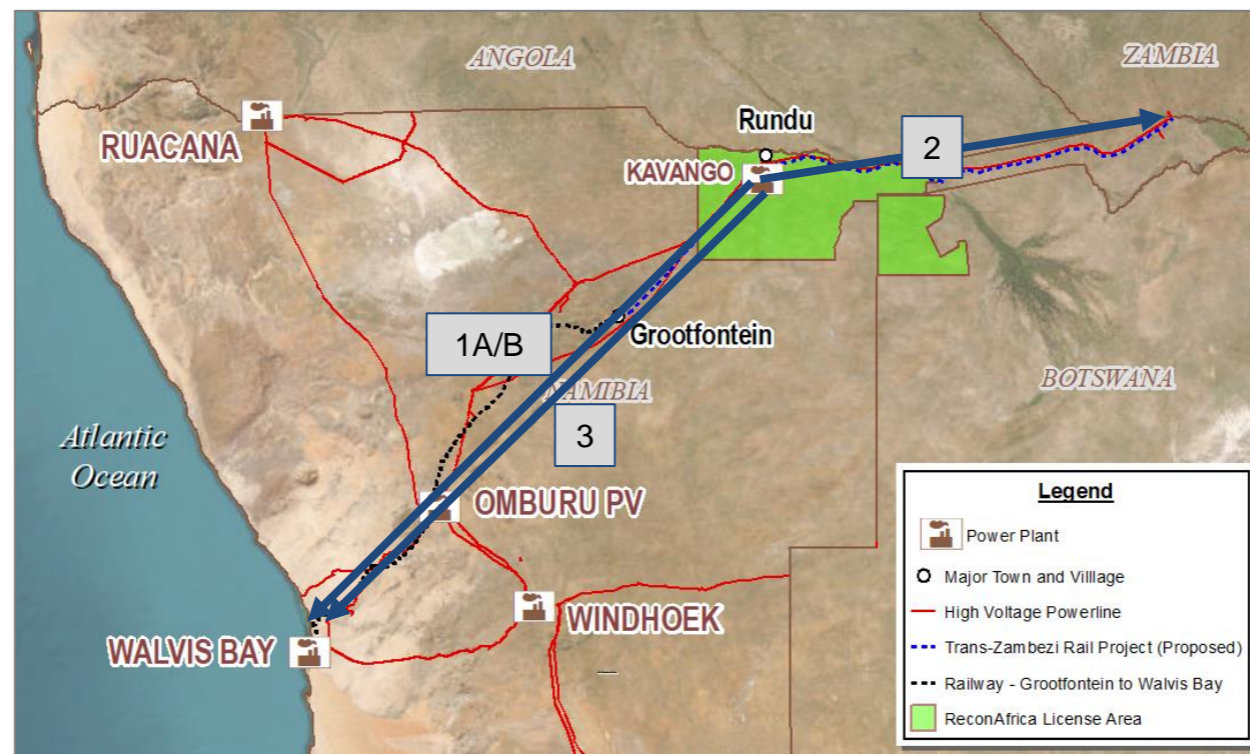 ANGOLA
ZAMBIA
Rundu
RUACANA
2
KAVANGO
1A/B
Grootfontein
NAMIBIA
BOTSWANA
3
Atlantic
Ocean
OMBURU PV
WINDHOEK
WALVIS BAY
Legend
Power Plant
Major Town and Villlage
High Voltage Powerline
Trans-Zambezi Rail Project (Proposed)
Railway - Grootfontein to Walvis Bay
ReconAfrica License Area